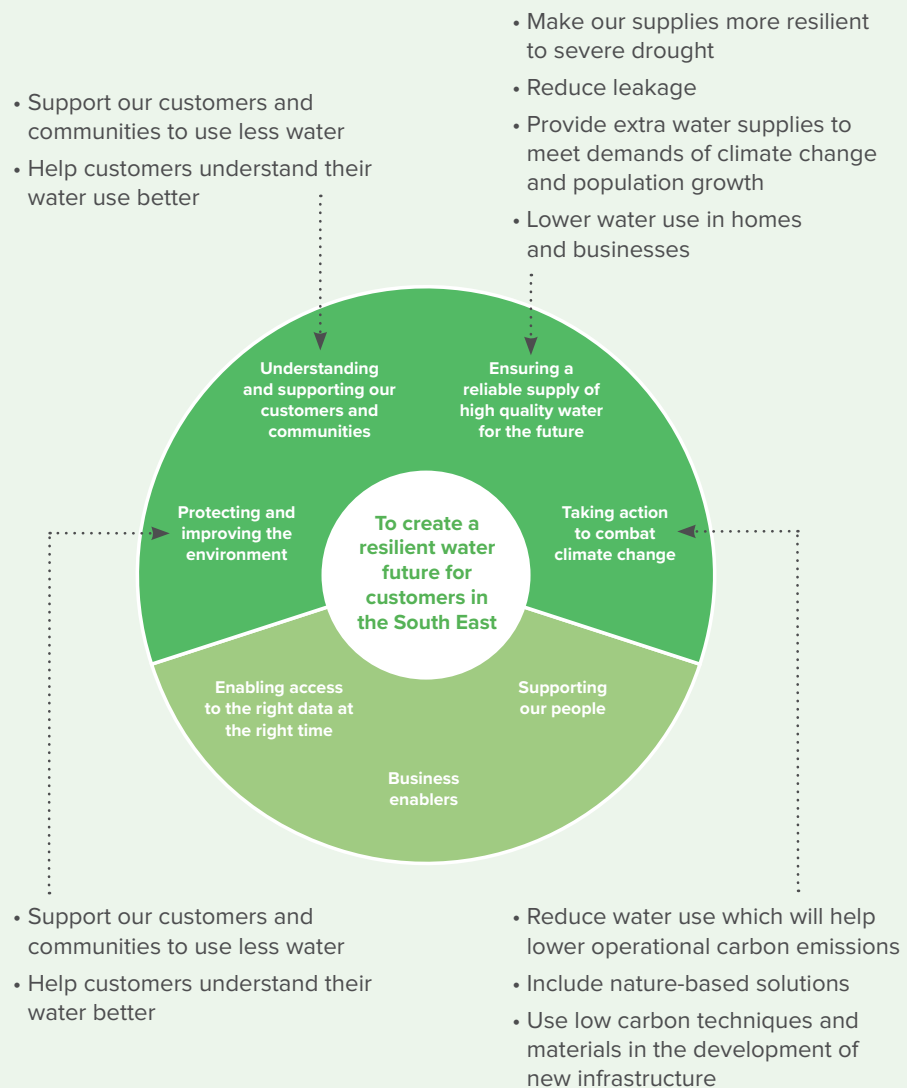 • Support our customers and
communities to use less water
• Help customers understand their
water use better
• Make our supplies more resilient
to severe drought
• Reduce leakage
• Provide extra water supplies to
meet demands of climate change
and population growth
• Lower water use in homes
and businesses
Understanding
and supporting our
customers and
communities
Ensuring a
reliable supply of
high quality water
for the future
Protecting and
improving the
environment
To create a
resilient water
future for
customers in
the South East
Taking action
to combat
climate change
Enabling access
to the right data at
the right time
Supporting
our people
Business
enablers
• Support our customers and
communities to use less water
• Help customers understand their
water better
• Reduce water use which will help
lower operational carbon emissions
• Include nature-based solutions
• Use low carbon techniques and
materials in the development of
new infrastructure